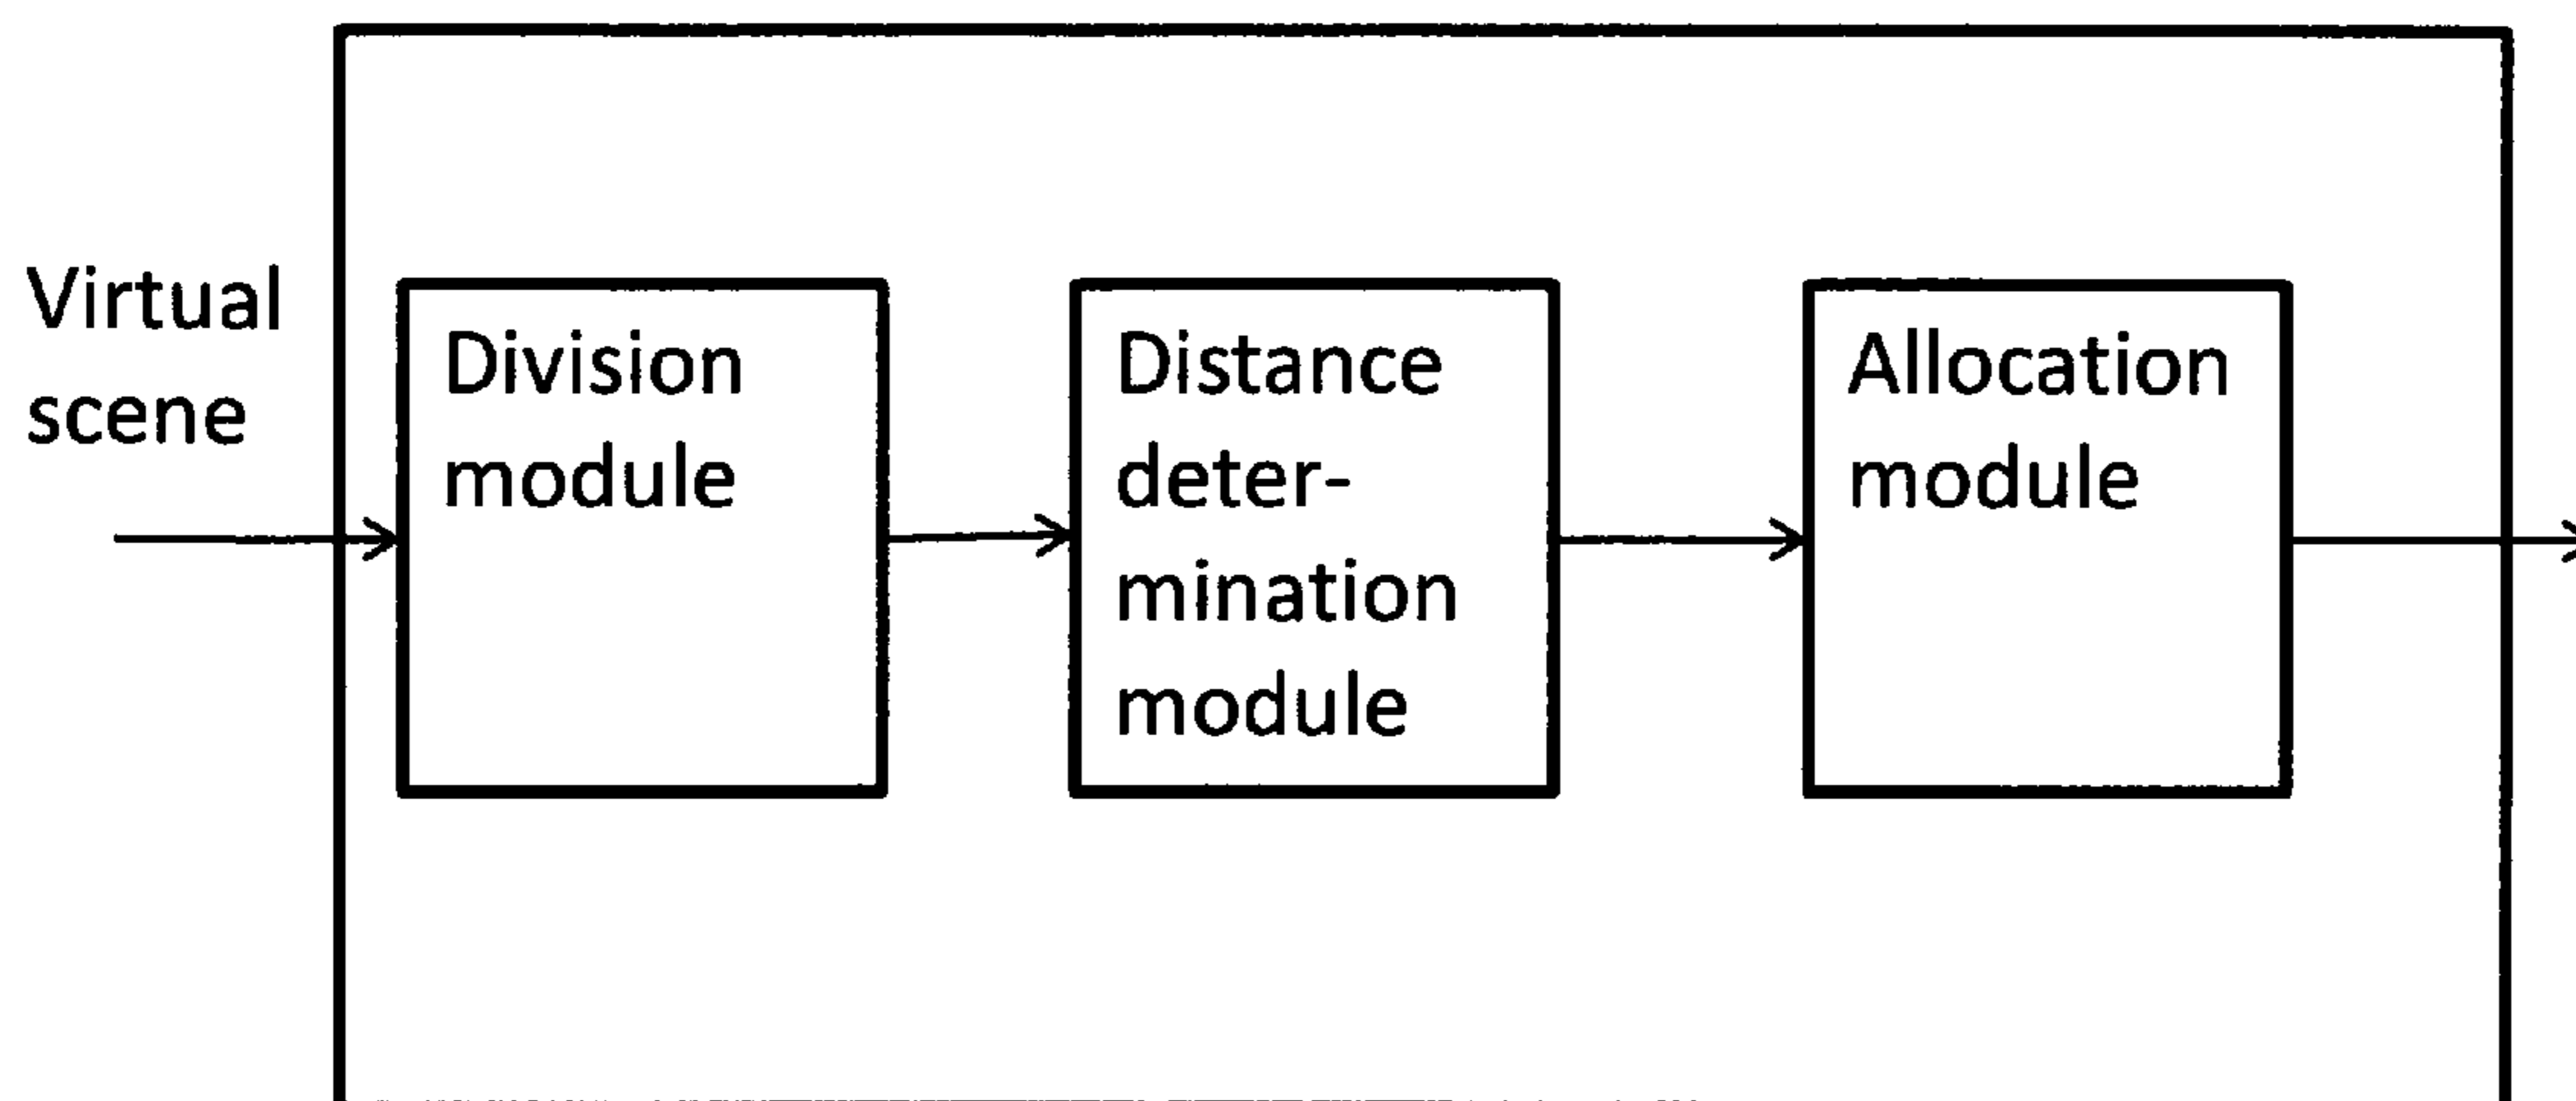 Virtual
scene
Division
module
Distance
deter-
mination
module
Allocation
module